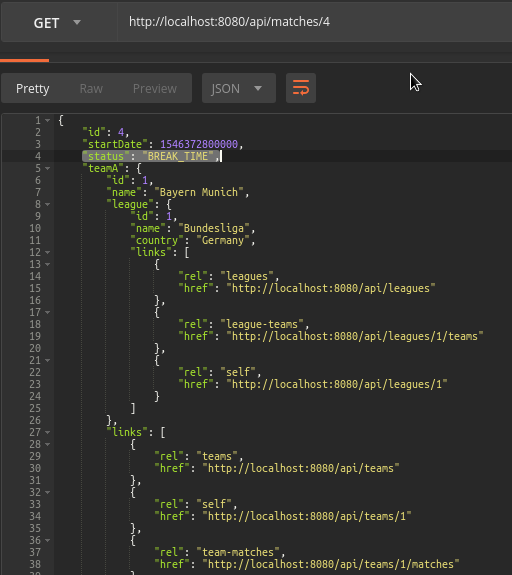 GET http://localhost:8080/api/matches/4
Pretty Raw Preview JSON
1 {
2 "id": 4,
3 "startDate": 1546372800000,
4 "status": "BREAK_TIME",
5 "teamA": {
6 "id": 1,
7 "name": "Bayern Munich",
8 "league": {
9 "id": 1,
10 "name": "Bundesliga",
11 "country": "Germany",
12 "links": [
13 {
14 "rel": "leagues",
15 "href": "http://localhost:8080/api/leagues"
16 },
17 {
18 "rel": "league-teams",
19 "href": "http://localhost:8080/api/leagues/1/teams"
20 },
21 {
22 "rel": "self",
23 "href": "http://localhost:8080/api/leagues/1"
24 }
25 ]
26 },
27 "links": [
28 {
29 "rel": "teams",
30 "href": "http://localhost:8080/api/teams"
31 },
32 {
33 "rel": "self",
34 "href": "http://localhost:8080/api/teams/1"
35 },
36 {
37 "rel": "team-matches",
38 "href": "http://localhost:8080/api/teams/1/matches"